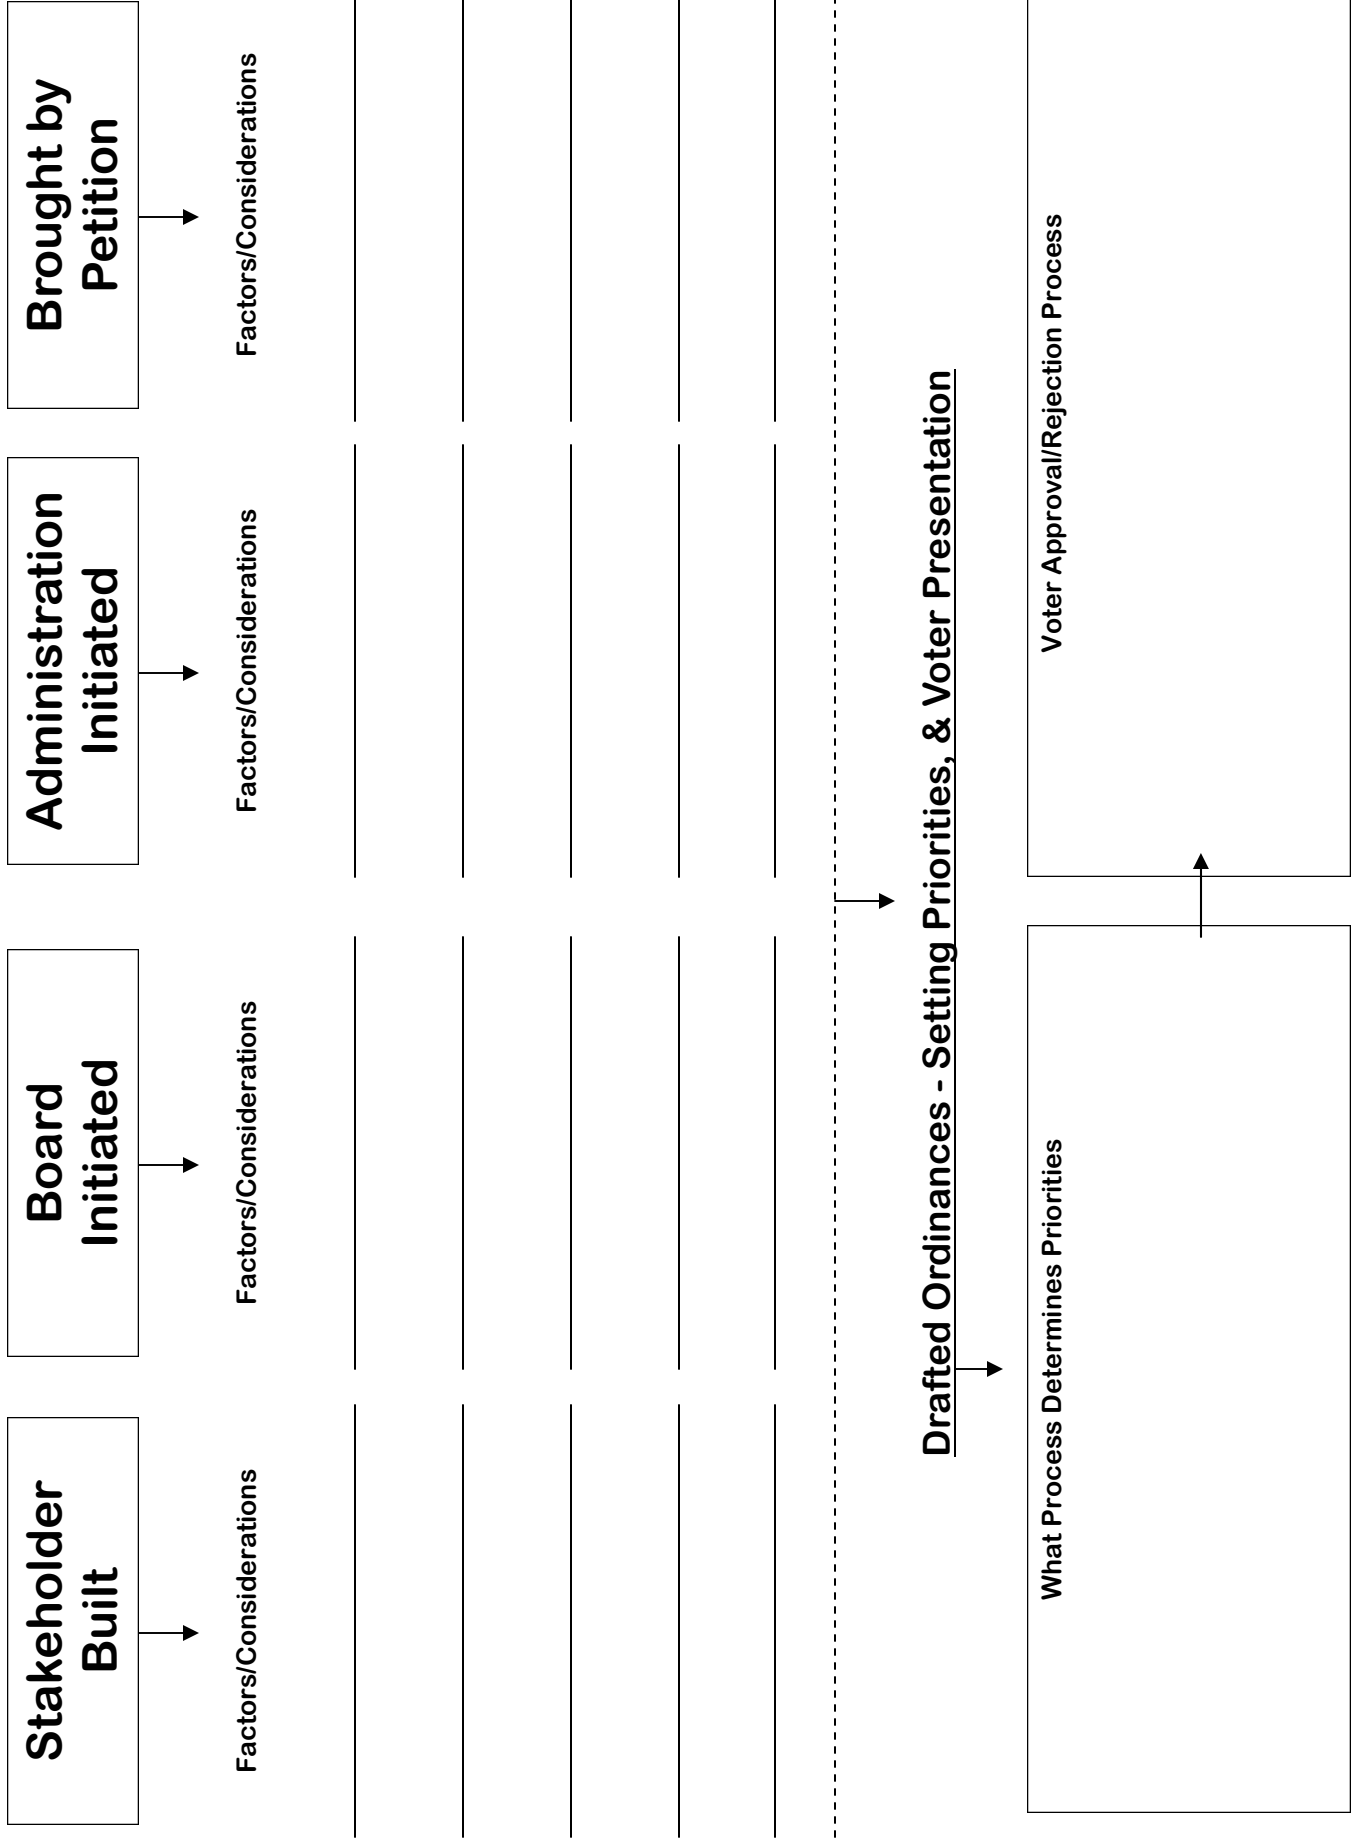 Stakeholder
Built
Board
Initiated
Administration
Initiated
Brought by
Petition
Factors/Considerations
Factors/Considerations
Factors/Considerations
Factors/Considerations
Drafted Ordinances - Setting Priorities, & Voter Presentation
What Process Determines Priorities
Voter Approval/Rejection Process